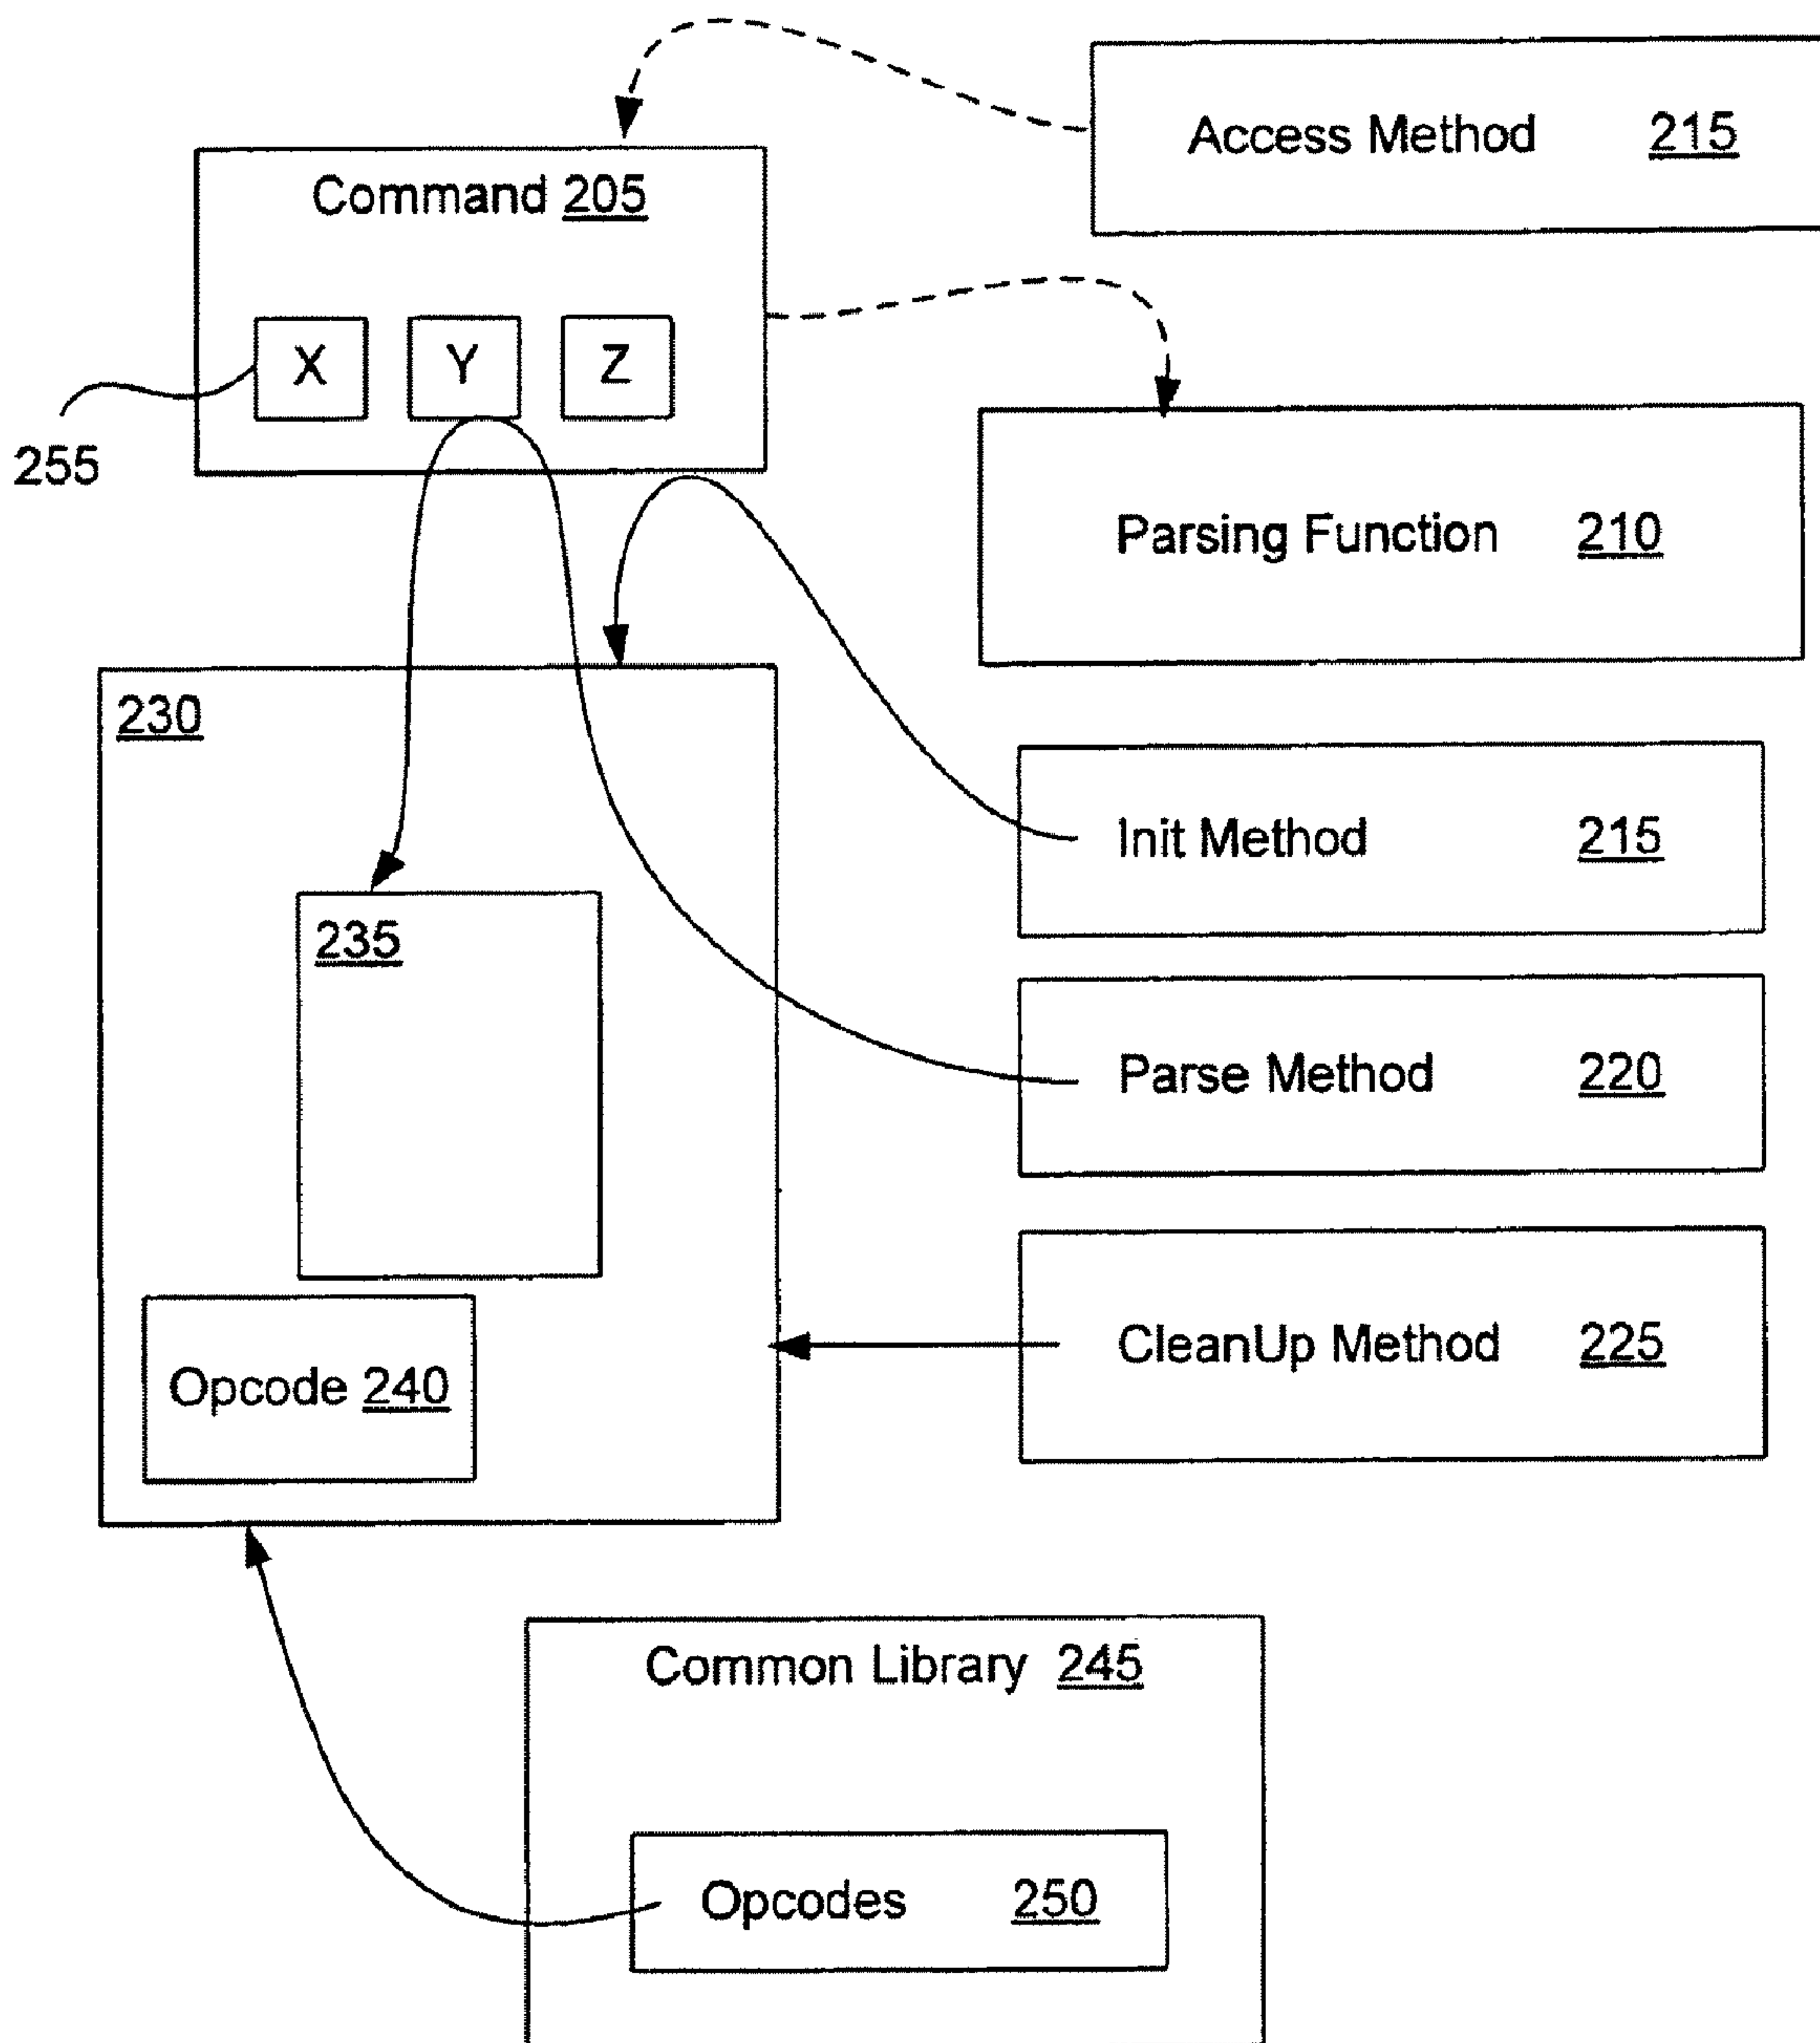 Access Method 215
Command 205
X Y Z
255
Parsing Function 210
230
Init Method 215
235
Parse Method 220
CleanUp Method 225
Opcode 240
Common Library 245
Opcodes 250